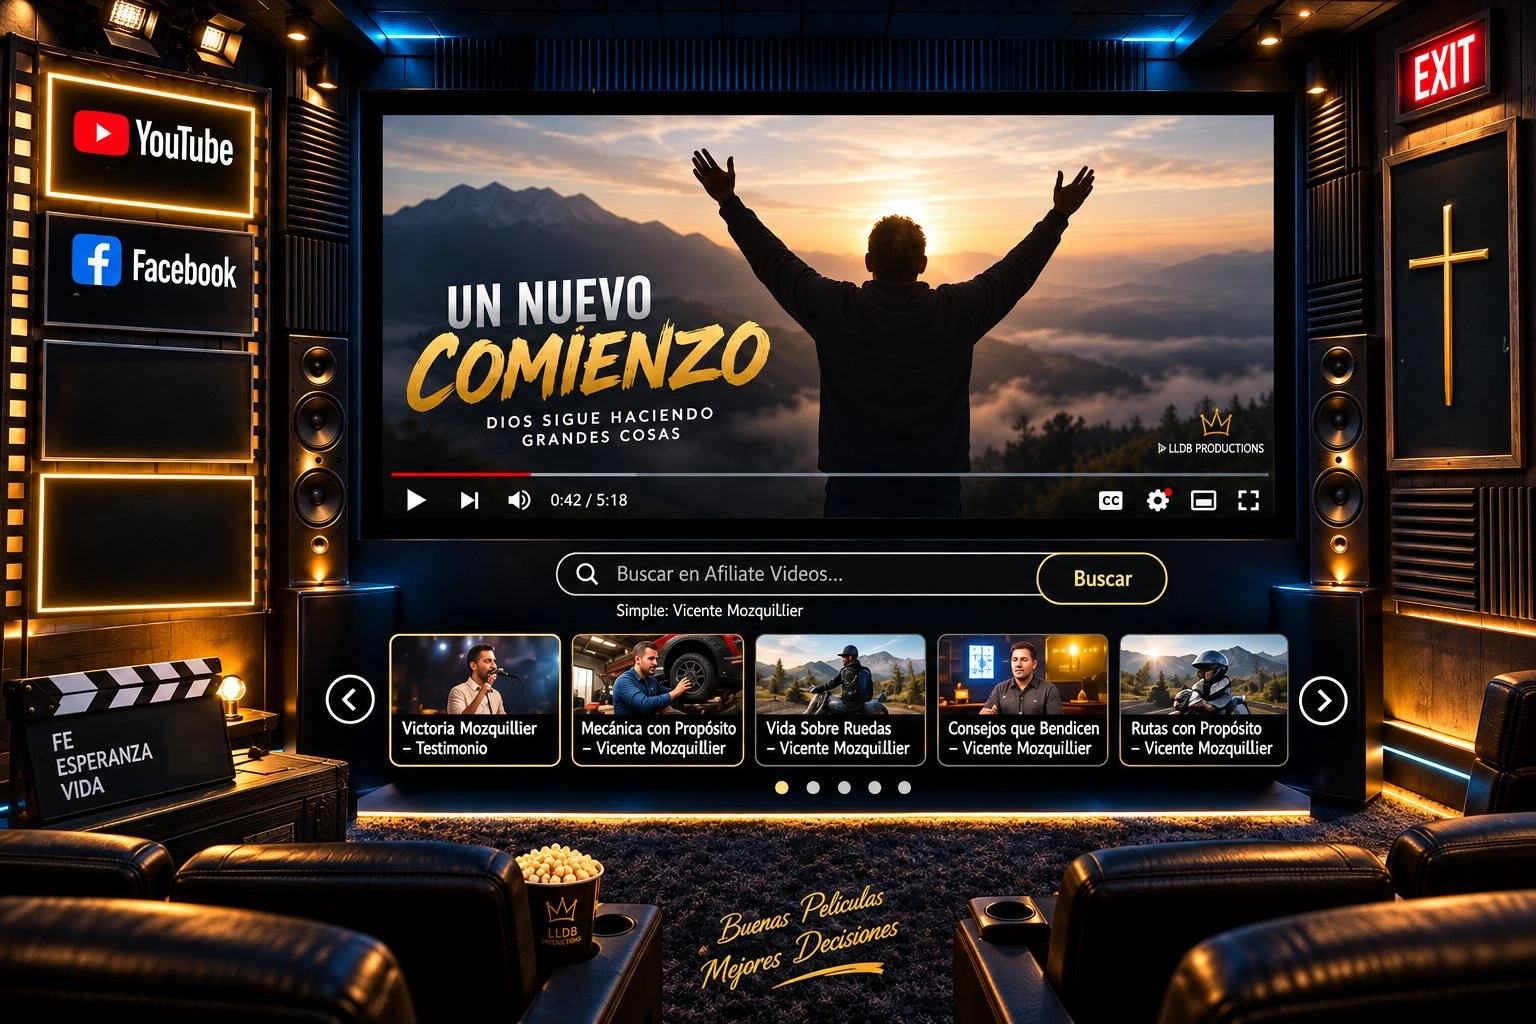 YouTube
Facebook
EXIT
UN NUEVO
COMIENZO
DIOS SIGUE HACIENDO
GRANDES COSAS
LLDB PRODUCTIONS
0:42 / 5:18
CC
Buscar en Afiliate Videos...
Buscar
Simple: Vicente Mozquillier
Victoria Mozquillier
– Testimonio
Mecánica con Propósito
– Vicente Mozquillier
Vida Sobre Ruedas
– Vicente Mozquillier
Consejos que Bendicen
– Vicente Mozquillier
Rutas con Propósito
– Vicente Mozquillier
FE
ESPERANZA
VIDA
LLDB
PRODUCTIONS
Buenas Películas
Mejores Decisiones